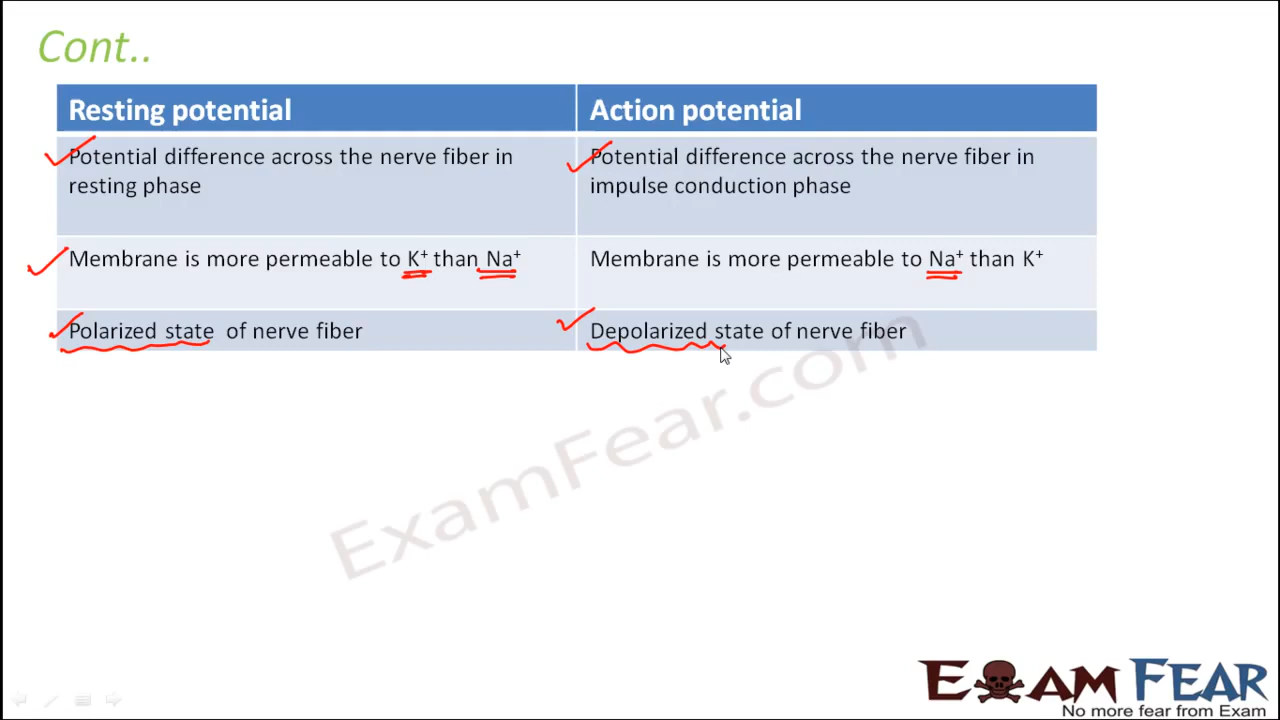 Cont..
Resting potential
Action potential
Potential difference across the nerve fiber in
resting phase
Potential difference across the nerve fiber in
impulse conduction phase
Membrane is more permeable to K⁺ than Na⁺
Membrane is more permeable to Na⁺ than K⁺
Polarized state of nerve fiber
Depolarized state of nerve fiber
ExamFear.com
EXAM FEAR
No more fear from Exam